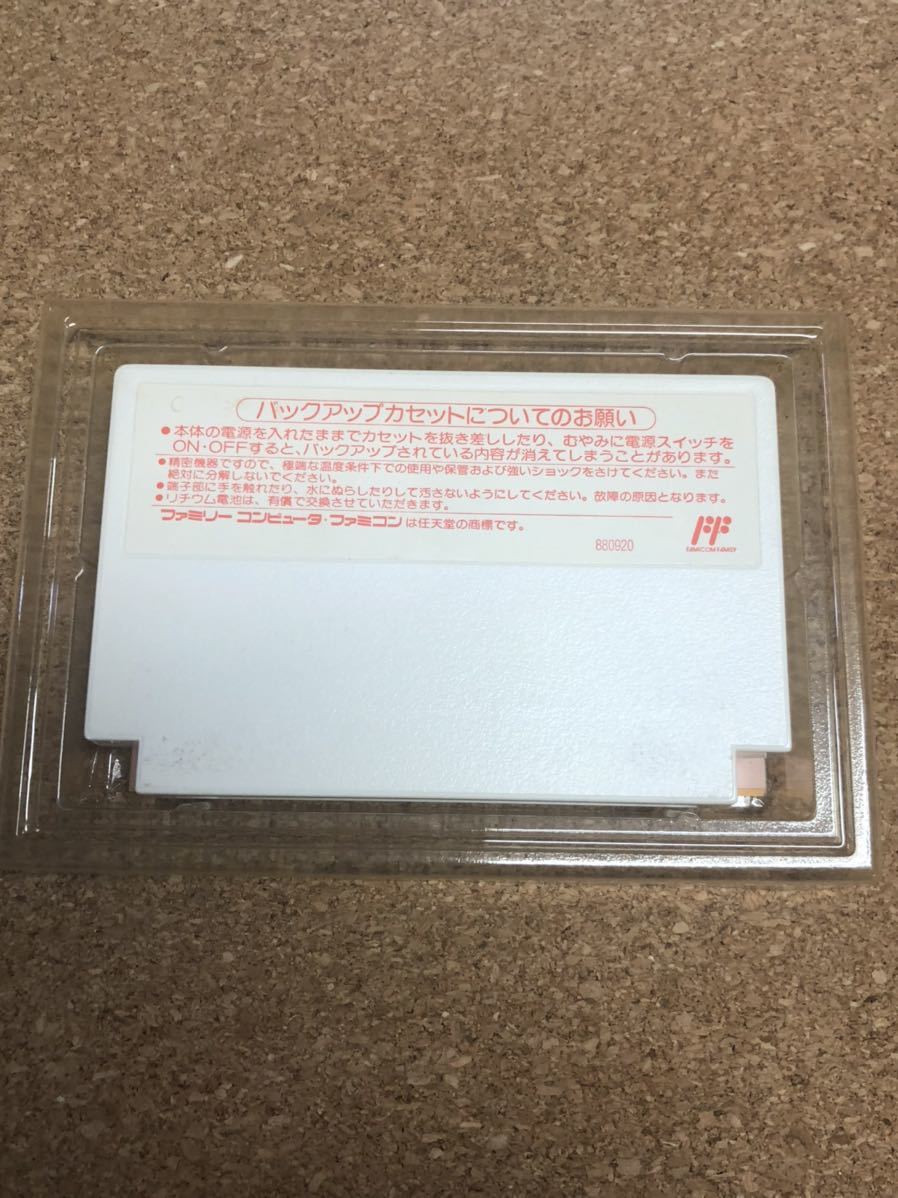 バックアップカセットについてのお願い
●本体の電源を入れたままでカセットを抜き差ししたり、むやみに電源スイッチを
ON・OFFすると、バックアップされている内容が消えてしまうことがあります。
●精密機器ですので、極端な温度条件下での使用や保管および強いショックをさけてください。また
絶対に分解しないでください。
●端子部に手を触れたり、水にぬらしたりして汚さないようにしてください。故障の原因となります。
●リチウム電池は、有償で交換させていただきます。
ファミリー コンピュータ・ファミコンは任天堂の商標です。
FAMICOM FAMILY
880920